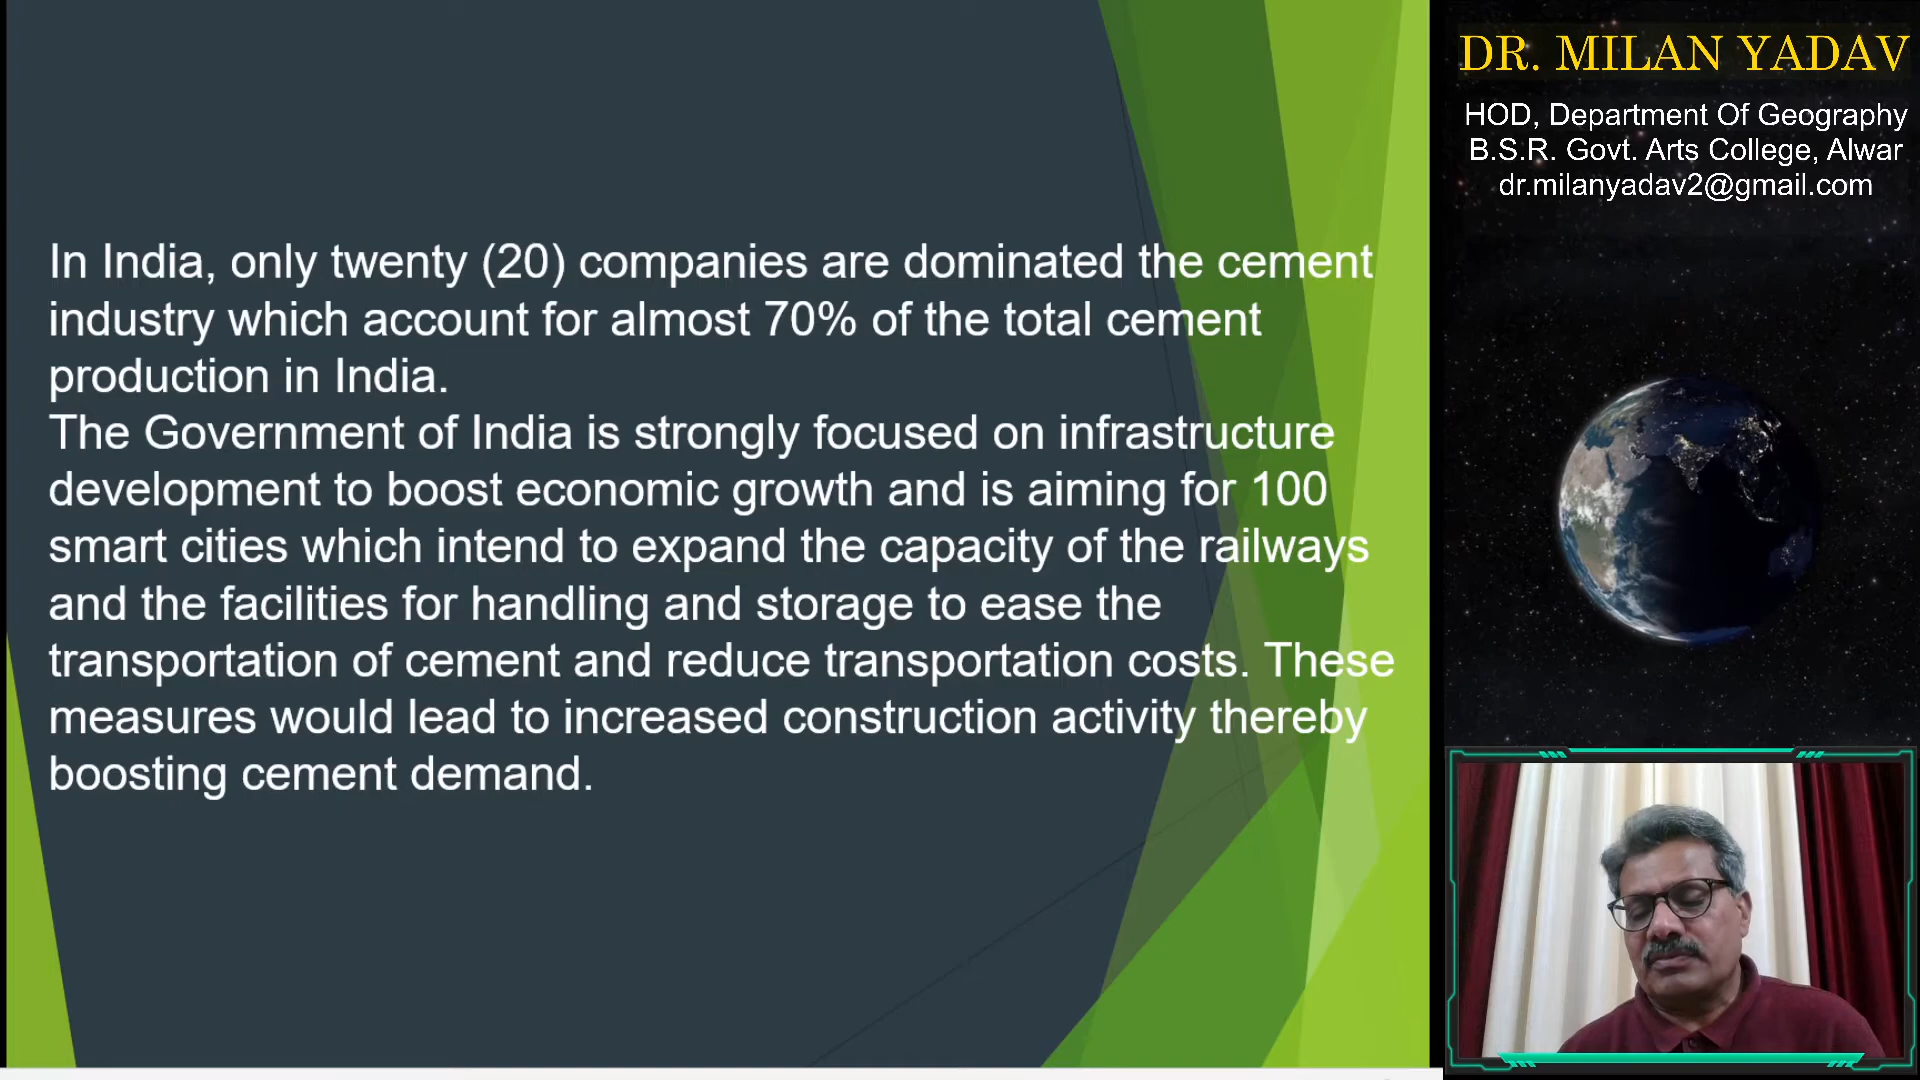 In India, only twenty (20) companies are dominated the cement
industry which account for almost 70% of the total cement
production in India.
The Government of India is strongly focused on infrastructure
development to boost economic growth and is aiming for 100
smart cities which intend to expand the capacity of the railways
and the facilities for handling and storage to ease the
transportation of cement and reduce transportation costs. These
measures would lead to increased construction activity thereby
boosting cement demand.
DR. MILAN YADAV
HOD, Department Of Geography
B.S.R. Govt. Arts College, Alwar
dr.milanyadav2@gmail.com